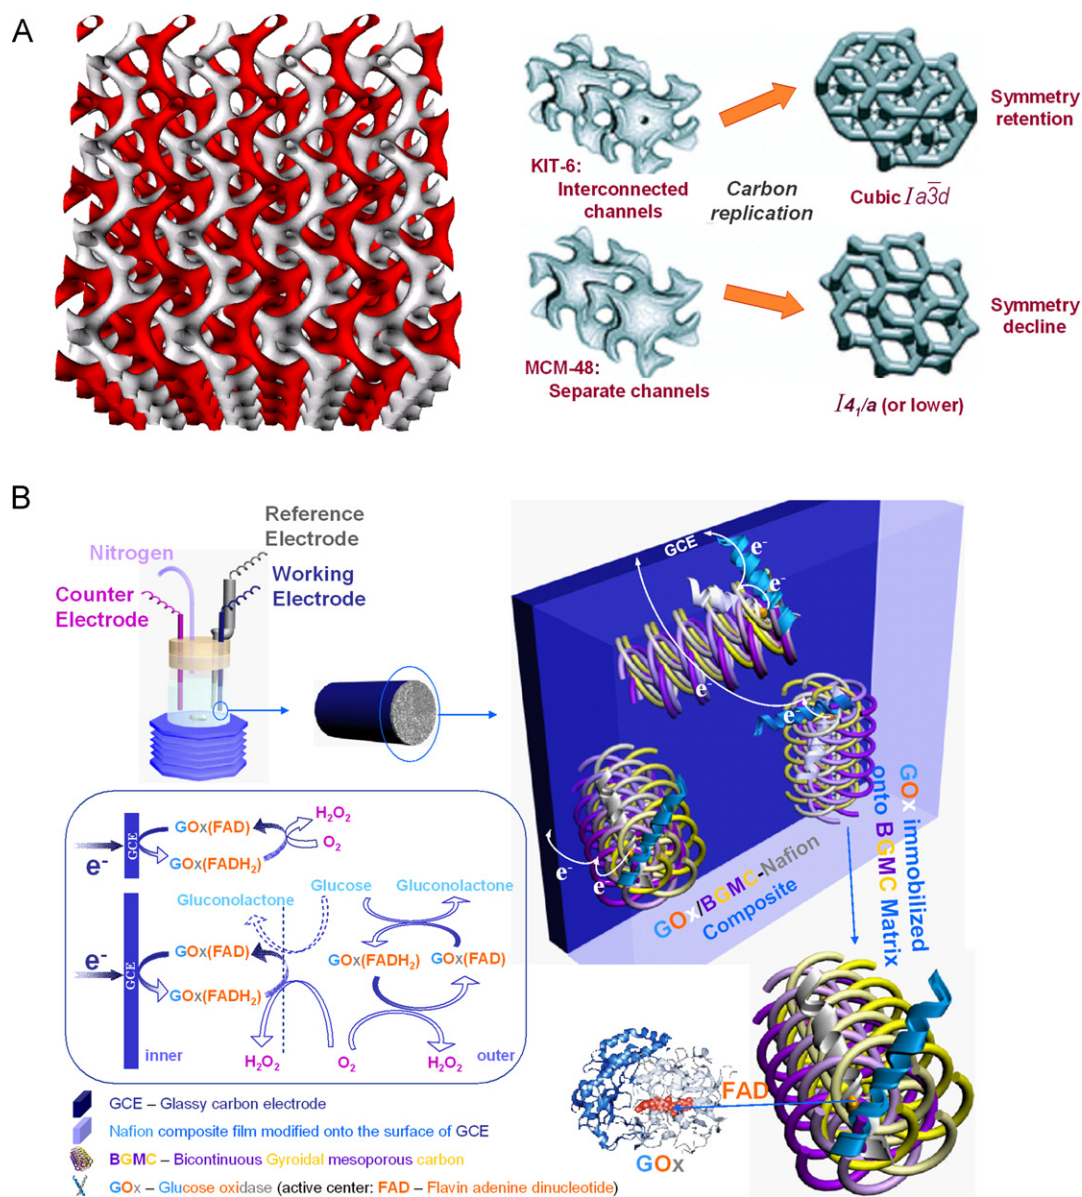 A
KIT-6:
Interconnected
channels
Carbon
replication
Cubic Ia3̅d
Symmetry
retention
MCM-48:
Separate channels
I4₁/a (or lower)
Symmetry
decline
B
Reference
Electrode
Nitrogen
Working
Electrode
Counter
Electrode
GCE
e⁻
e⁻
e⁻
e⁻
e⁻
e⁻
GOx/BGMC-Nafion
Composite
GOx immobilized
onto BGMC Matrix
GCE
e⁻
GOx(FAD)
GOx(FADH₂)
H₂O₂
O₂
Gluconolactone
Glucose
Gluconolactone
GCE
e⁻
GOx(FAD)
GOx(FADH₂)
GOx(FADH₂)
GOx(FAD)
inner
H₂O₂
O₂
H₂O₂
outer
FAD
GOx
GCE – Glassy carbon electrode
Nafion composite film modified onto the surface of GCE
BGMC – Bicontinuous Gyroidal mesoporous carbon
GOx – Glucose oxidase (active center: FAD – Flavin adenine dinucleotide)